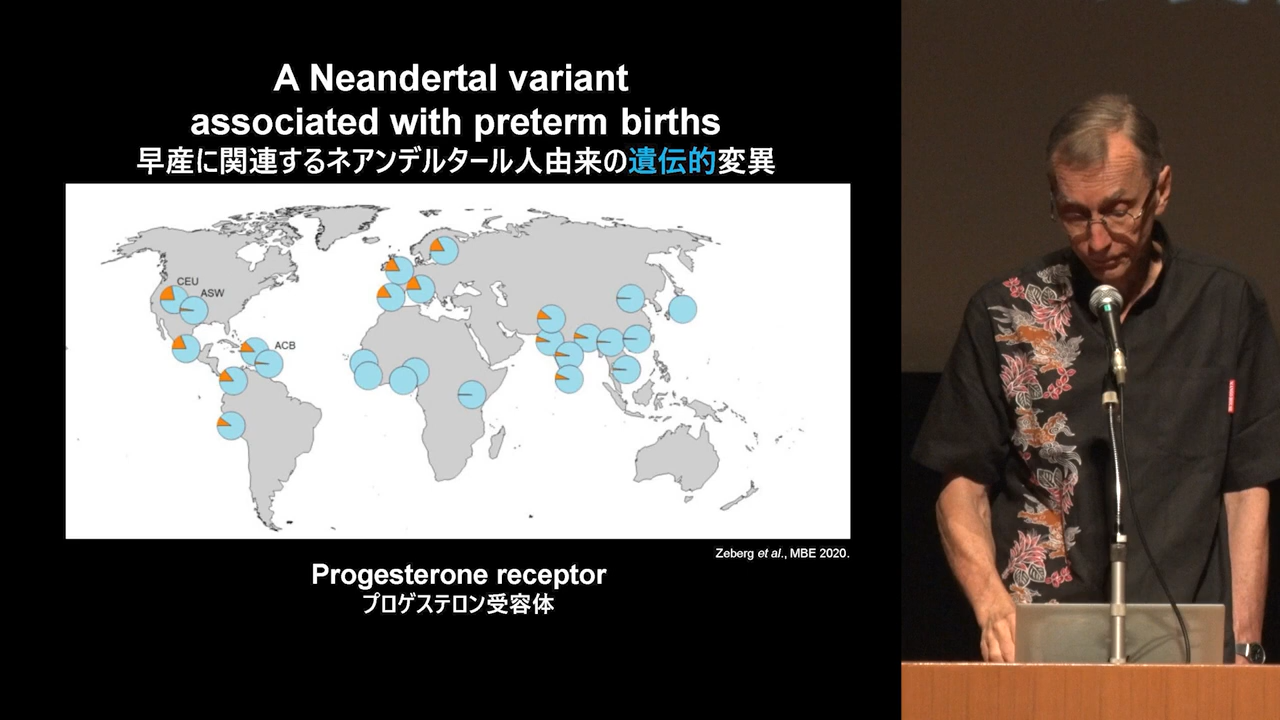 A Neandertal variant
associated with preterm births
早産に関連するネアンデルタール人由来の遺伝的変異
CEU
ASW
ACB
Zeberg et al., MBE 2020.
Progesterone receptor
プロゲステロン受容体